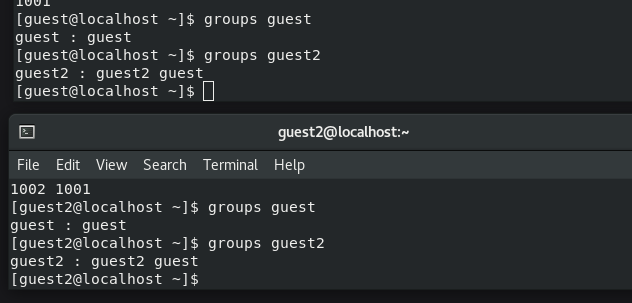 1001
[guest@localhost ~]$ groups guest
guest : guest
[guest@localhost ~]$ groups guest2
guest2 : guest2 guest
[guest@localhost ~]$
guest2@localhost:~
File Edit View Search Terminal Help
1002 1001
[guest2@localhost ~]$ groups guest
guest : guest
[guest2@localhost ~]$ groups guest2
guest2 : guest2 guest
[guest2@localhost ~]$